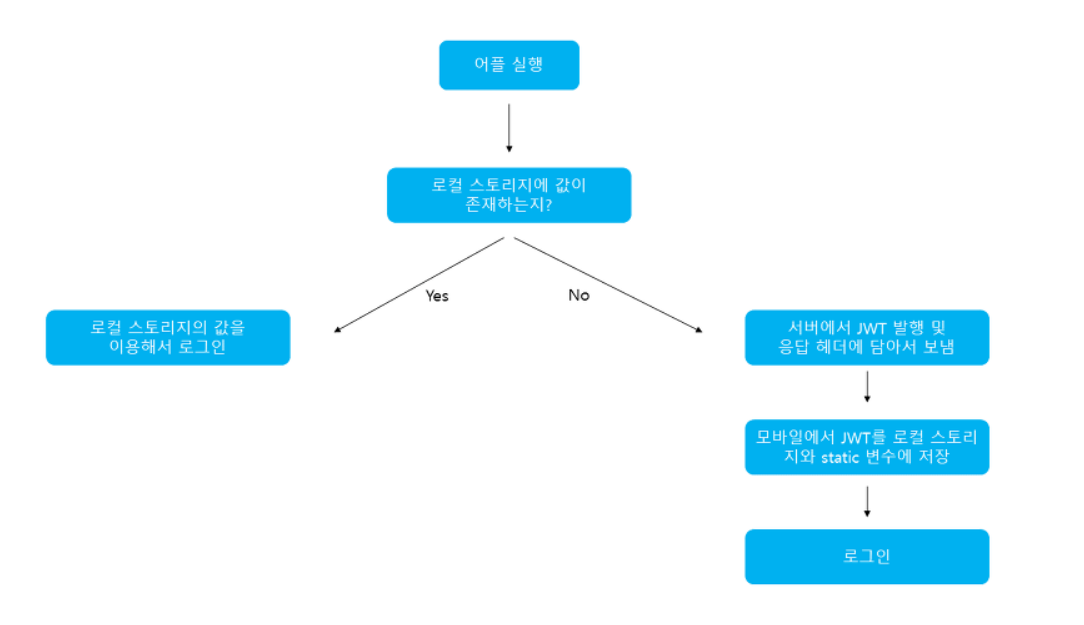 어플 실행
로컬 스토리지에 값이
존재하는지?
Yes
No
로컬 스토리지의 값을
이용해서 로그인
서버에서 JWT 발행 및
응답 헤더에 담아서 보냄
모바일에서 JWT를 로컬 스토리
지와 static 변수에 저장
로그인